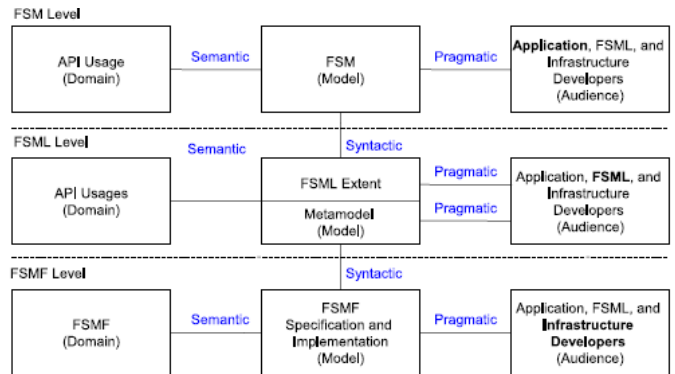 FSM Level
API Usage
(Domain)
Semantic
FSM
(Model)
Pragmatic
Application, FSML, and
Infrastructure
Developers
(Audience)
FSML Level
Semantic
Syntactic
API Usages
(Domain)
FSML Extent
Metamodel
(Model)
Pragmatic
Pragmatic
Application, FSML, and
Infrastructure
Developers
(Audience)
FSMF Level
Syntactic
FSMF
(Domain)
Semantic
FSMF
Specification and
Implementation
(Model)
Pragmatic
Application, FSML, and
Infrastructure
Developers
(Audience)